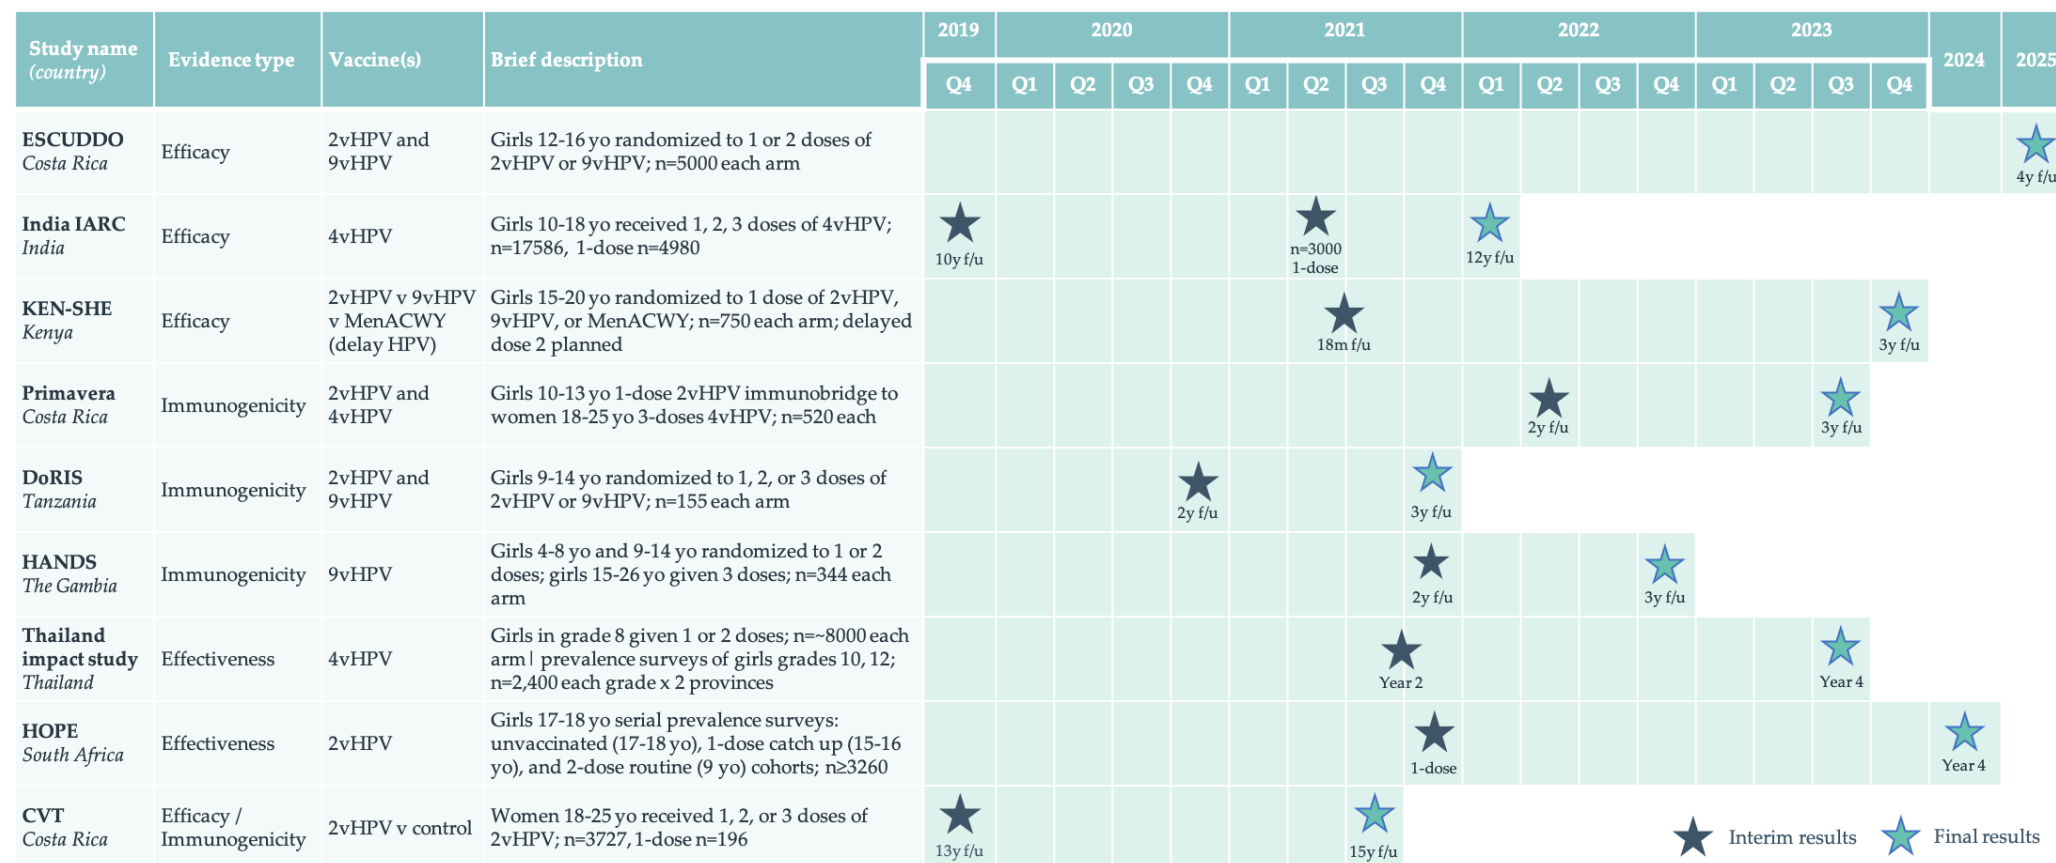 Study name
(country)
Evidence type
Vaccine(s)
Brief description
2019
2020
2021
2022
2023
2024
2025
Q4
Q1
Q2
Q3
Q4
Q1
Q2
Q3
Q4
Q1
Q2
Q3
Q4
Q1
Q2
Q3
Q4
ESCUDDO
Costa Rica
Efficacy
2vHPV and
9vHPV
Girls 12-16 yo randomized to 1 or 2 doses of
2vHPV or 9vHPV; n=5000 each arm
4y f/u
India IARC
India
Efficacy
4vHPV
Girls 10-18 yo received 1, 2, 3 doses of 4vHPV;
n=17586, 1-dose n=4980
10y f/u
n=3000
1-dose
12y f/u
KEN-SHE
Kenya
Efficacy
2vHPV v 9vHPV
v MenACWY
(delay HPV)
Girls 15-20 yo randomized to 1 dose of 2vHPV,
9vHPV, or MenACWY; n=750 each arm; delayed
dose 2 planned
18m f/u
3y f/u
Primavera
Costa Rica
Immunogenicity
2vHPV and
4vHPV
Girls 10-13 yo 1-dose 2vHPV immunobridge to
women 18-25 yo 3-doses 4vHPV; n=520 each
2y f/u
3y f/u
DoRIS
Tanzania
Immunogenicity
2vHPV and
9vHPV
Girls 9-14 yo randomized to 1, 2, or 3 doses of
2vHPV or 9vHPV; n=155 each arm
2y f/u
3y f/u
HANDS
The Gambia
Immunogenicity
9vHPV
Girls 4-8 yo and 9-14 yo randomized to 1 or 2
doses; girls 15-26 yo given 3 doses; n=344 each
arm
2y f/u
3y f/u
Thailand
impact study
Thailand
Effectiveness
4vHPV
Girls in grade 8 given 1 or 2 doses; n=~8000 each
arm| prevalence surveys of girls grades 10, 12;
n=2,400 each grade x 2 provinces
Year 2
Year 4
HOPE
South Africa
Effectiveness
2vHPV
Girls 17-18 yo serial prevalence surveys:
unvaccinated (17-18 yo), 1-dose catch up (15-16
yo), and 2-dose routine (9 yo) cohorts; n≥3260
1-dose
Year 4
CVT
Costa Rica
Efficacy /
Immunogenicity
2vHPV v control
Women 18-25 yo received 1, 2, or 3 doses of
2vHPV; n=3727, 1-dose n=196
13y f/u
15y f/u
Interim results
Final results